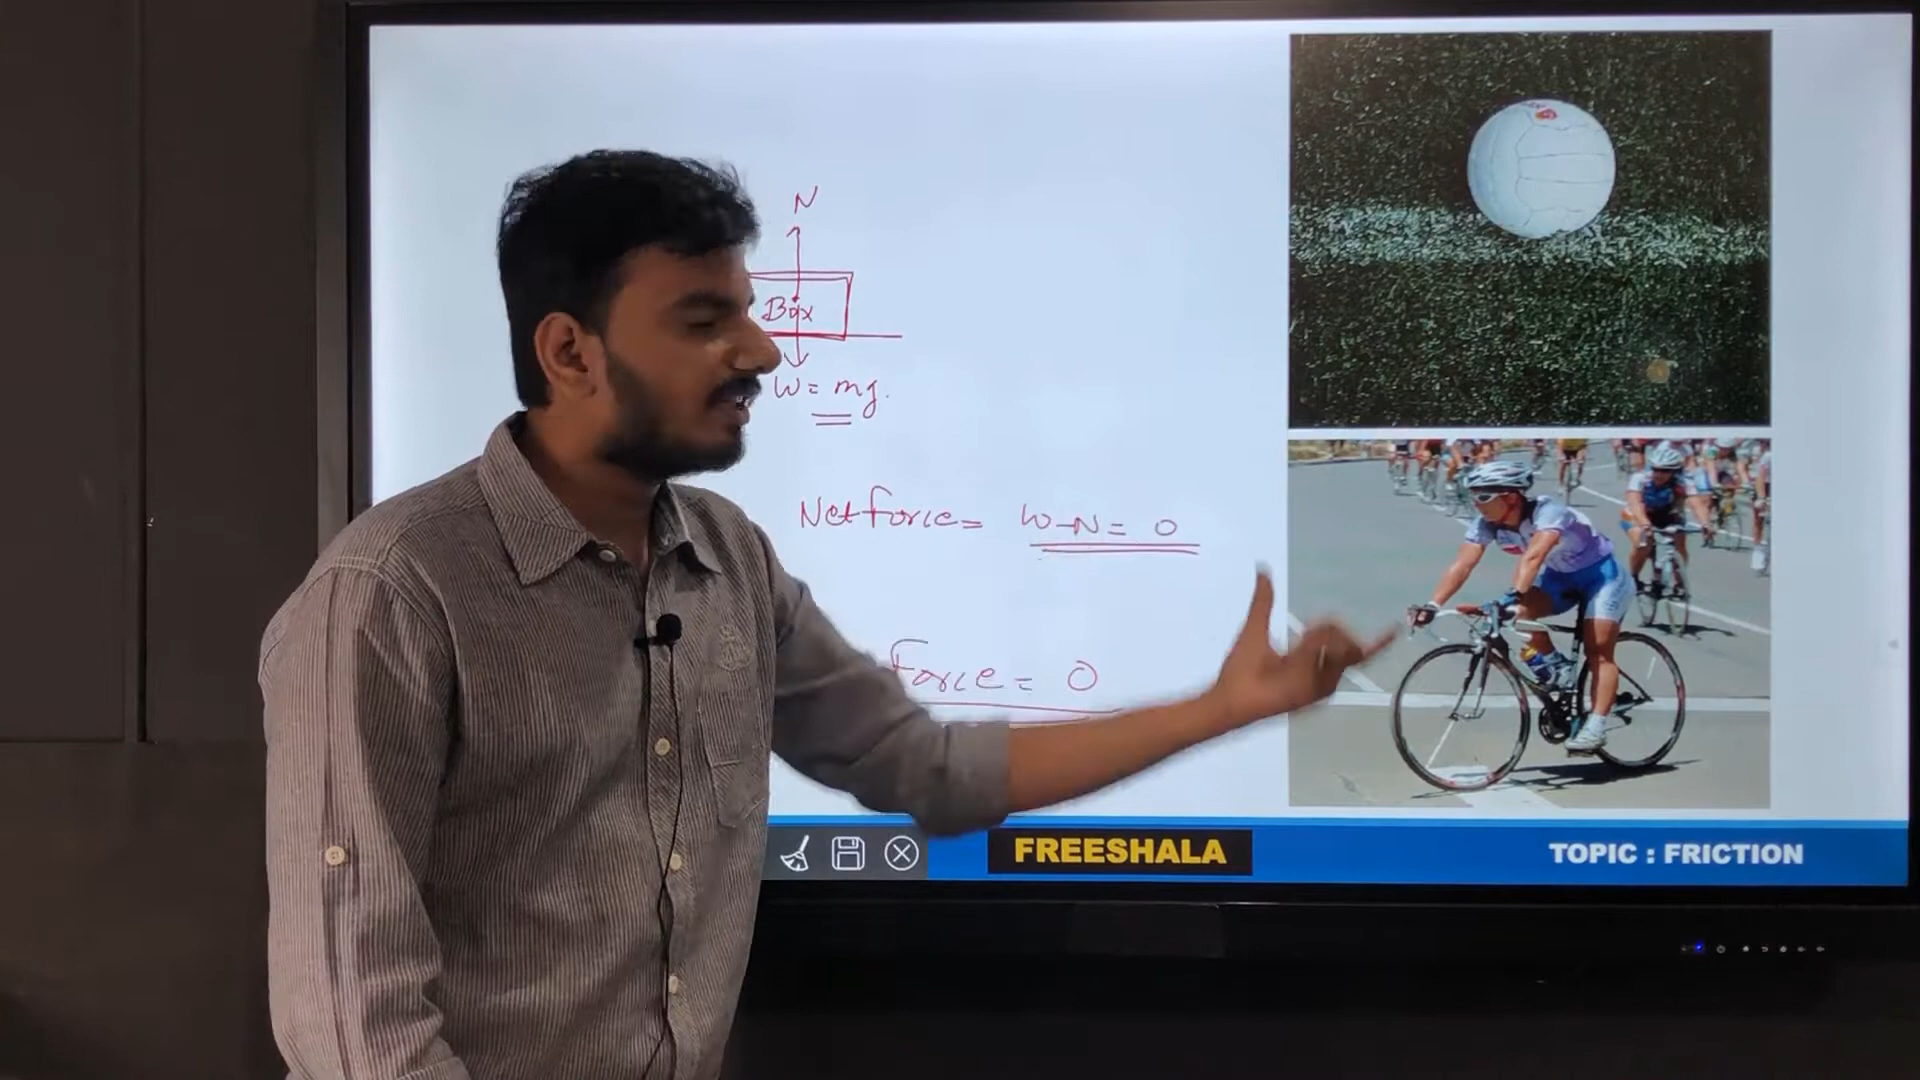 N
Box
W = mg.
Net force = W-N = 0
Force = 0
FREESHALA
TOPIC : FRICTION